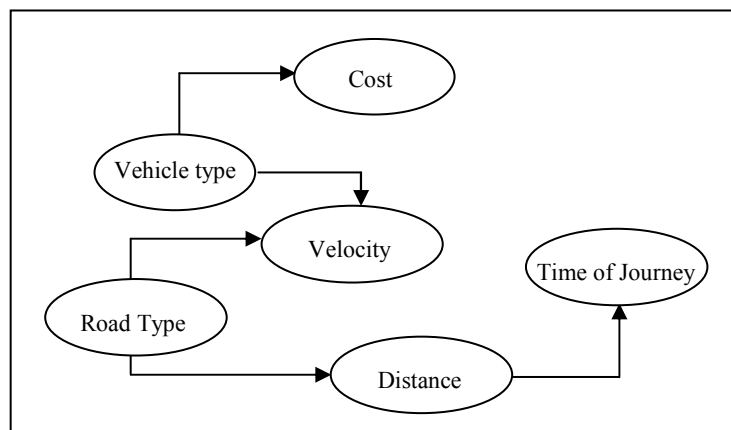 Cost
Vehicle type
Velocity
Time of Journey
Road Type
Distance